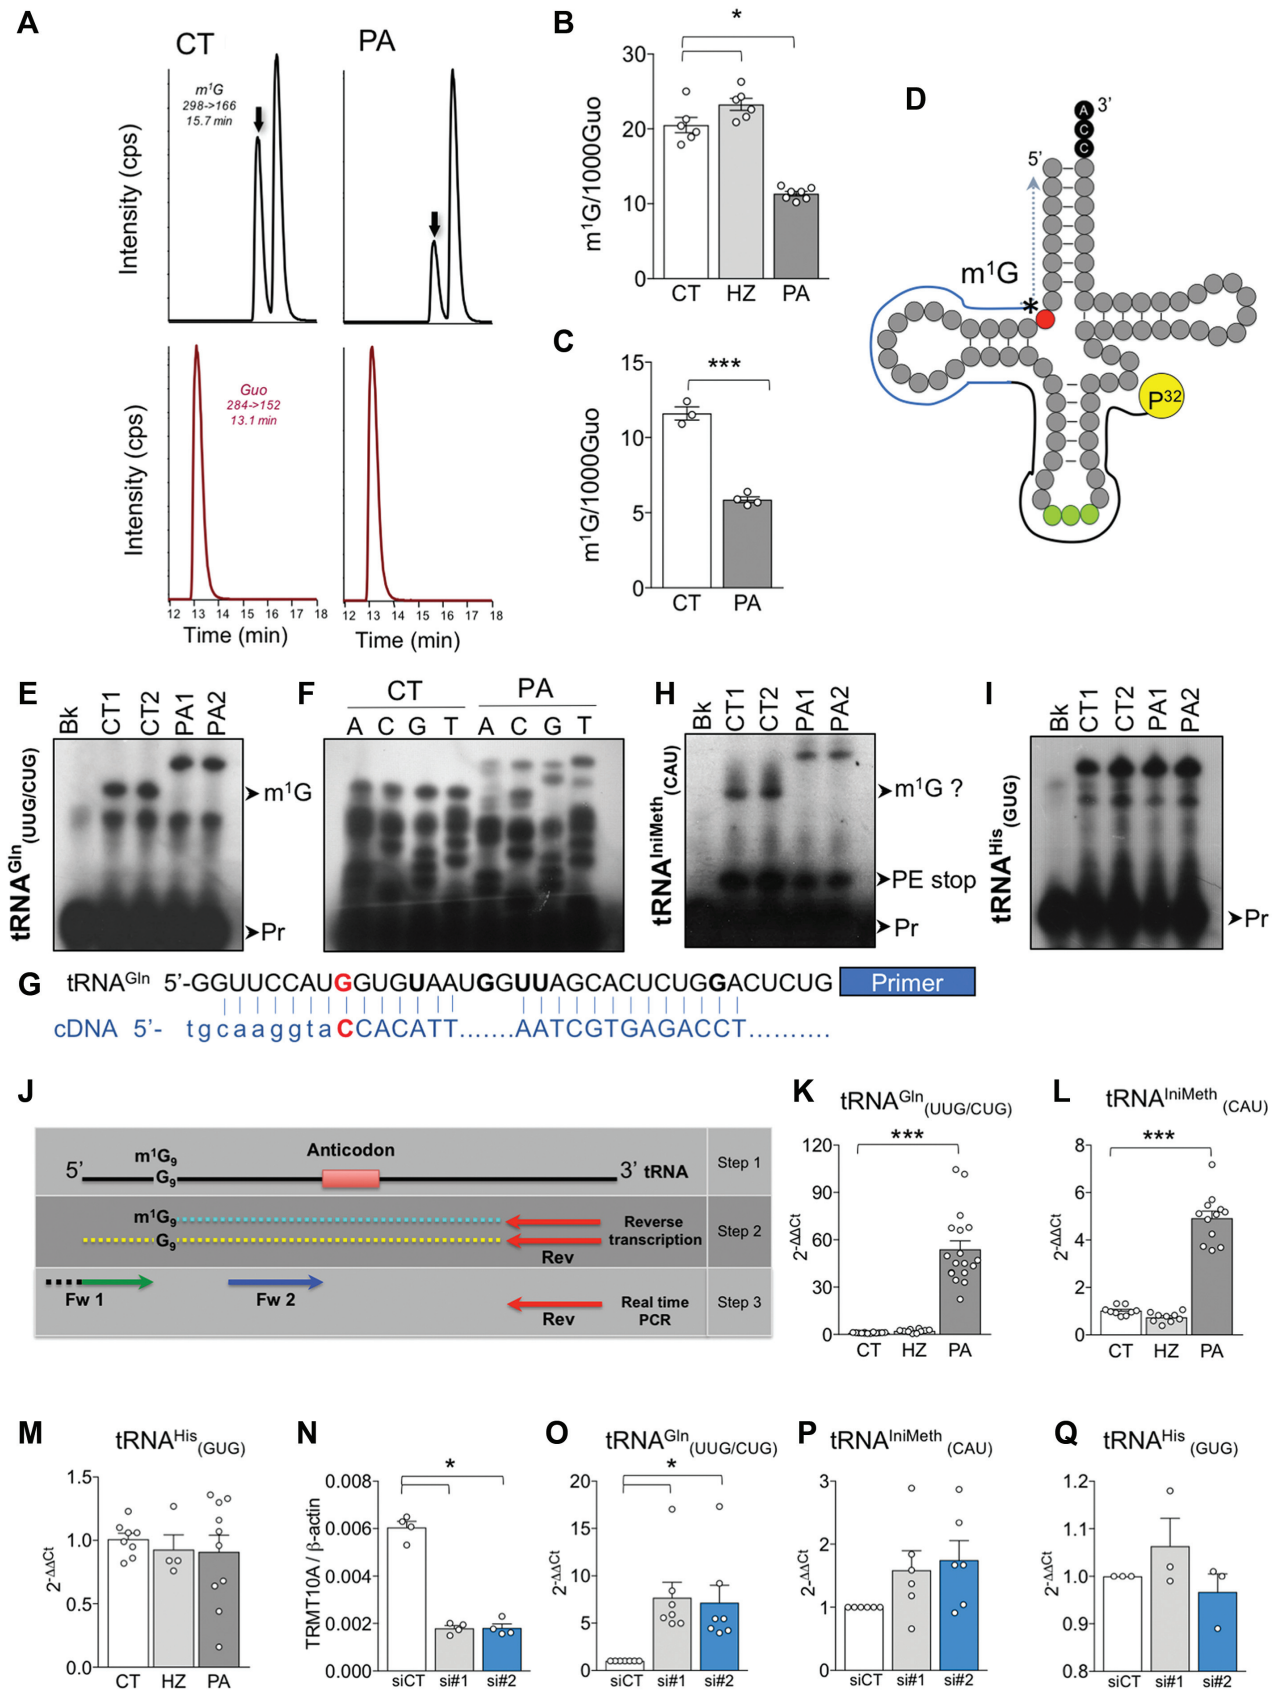 A
CT
PA
m¹G
298->166
15.7 min
Intensity (cps)
Guo
284->152
13.1 min
Intensity (cps)
12 13 14 15 16 17 18
12 13 14 15 16 17 18
Time (min)
Time (min)
B
*
m¹G/1000Guo
30
20
10
0
CT HZ PA
C
***
m¹G/1000Guo
15
10
5
0
CT PA
D
A
C
C
3’
5’
m¹G
*
P³²
E
Bk CT1 CT2 PA1 PA2
tRNAGln(UUG/CUG)
m¹G
Pr
F
CT PA
A C G T A C G T
H
Bk CT1 CT2 PA1 PA2
tRNAIniMeth(CAU)
m¹G ?
PE stop
Pr
I
Bk CT1 CT2 PA1 PA2
tRNAHis(GUG)
Pr
G
tRNAGln 5’-GGUUCCAUGGUGUAAUGGUUAGCACUCUGGACUCUG Primer
cDNA 5’- tgcaaggtaCCACATT.......AATCGTGAGACCT..........
J
5’
m¹G₉
G₉
Anticodon
3’ tRNA
Step 1
m¹G₉
G₉
Reverse
transcription
Rev
Step 2
Fw 1
Fw 2
Rev
Real time
PCR
Step 3
K
tRNAGln(UUG/CUG)
***
2-ΔΔCt
120
90
60
30
0
CT HZ PA
L
tRNAIniMeth (CAU)
***
2-ΔΔCt
8
6
4
2
0
CT HZ PA
M
tRNAHis(GUG)
2-ΔΔCt
1.5
1.0
0.5
0.0
CT HZ PA
N
*
TRMT10A / β-actin
0.008
0.006
0.004
0.002
0.000
siCT si#1 si#2
O
tRNAGln(UUG/CUG)
*
2-ΔΔCt
20
15
10
5
0
siCT si#1 si#2
P
tRNAIniMeth (CAU)
2-ΔΔCt
3
2
1
0
siCT si#1 si#2
Q
tRNAHis (GUG)
2-ΔΔCt
1.2
1.1
1.0
0.9
0.8
siCT si#1 si#2